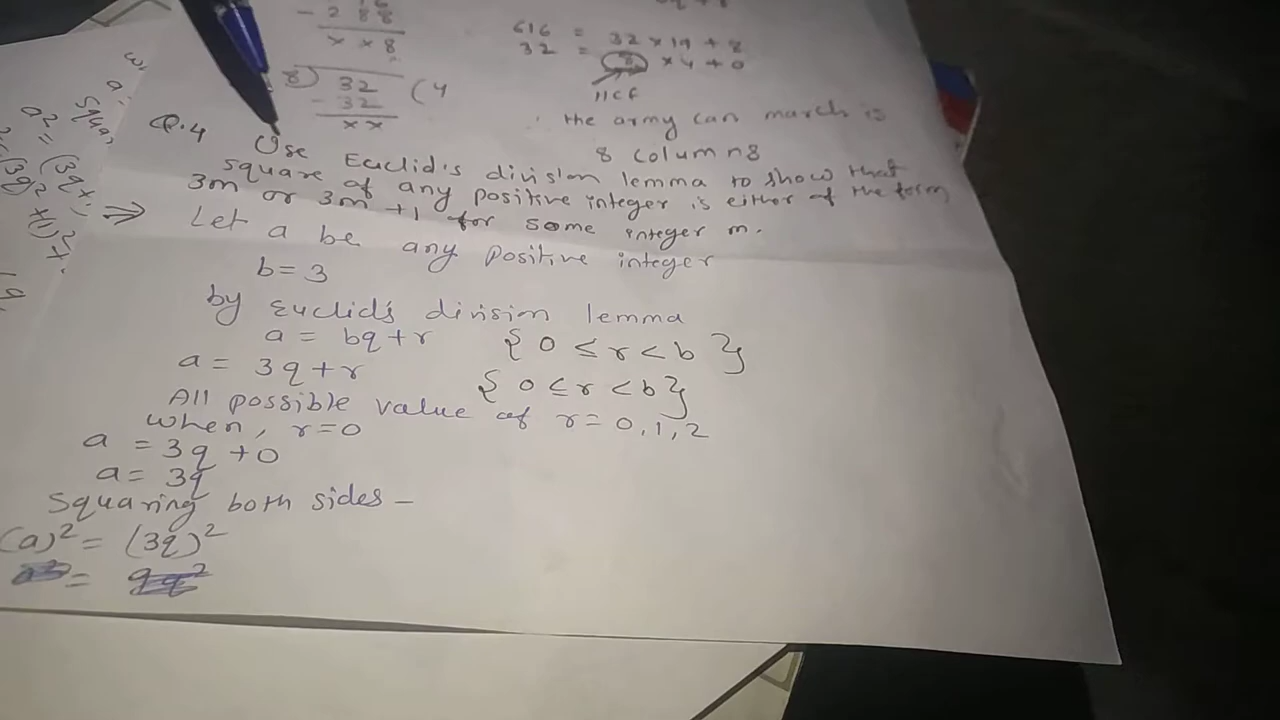 - 288
x x 8
8) 32 (4
- 32
x x
616 = 32 x 19 + 8
32 = 8 x 4 + 0
HCF
the army can march is
8 columns
Q.4 Use Euclid's division lemma to show that
square of any positive integer is either of the form
3m or 3m +1 for some integer m.
⇒ Let a be any positive integer
b = 3
by Euclid's division lemma
a = bq + r { 0 ≤ r < b }
a = 3q + r { 0 ≤ r < b }
All possible value of r = 0, 1, 2
When, r = 0
a = 3q + 0
a = 3q
Squaring both sides -
(a)² = (3q)²